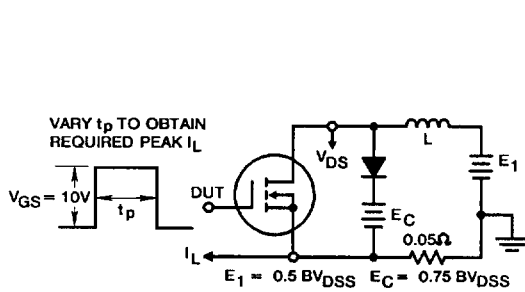 VARY tp TO OBTAIN
REQUIRED PEAK IL
VGS = 10V
tp
DUT
VDS
L
E1
EC
0.05Ω
IL
E1 = 0.5 BVDSS EC = 0.75 BVDSS